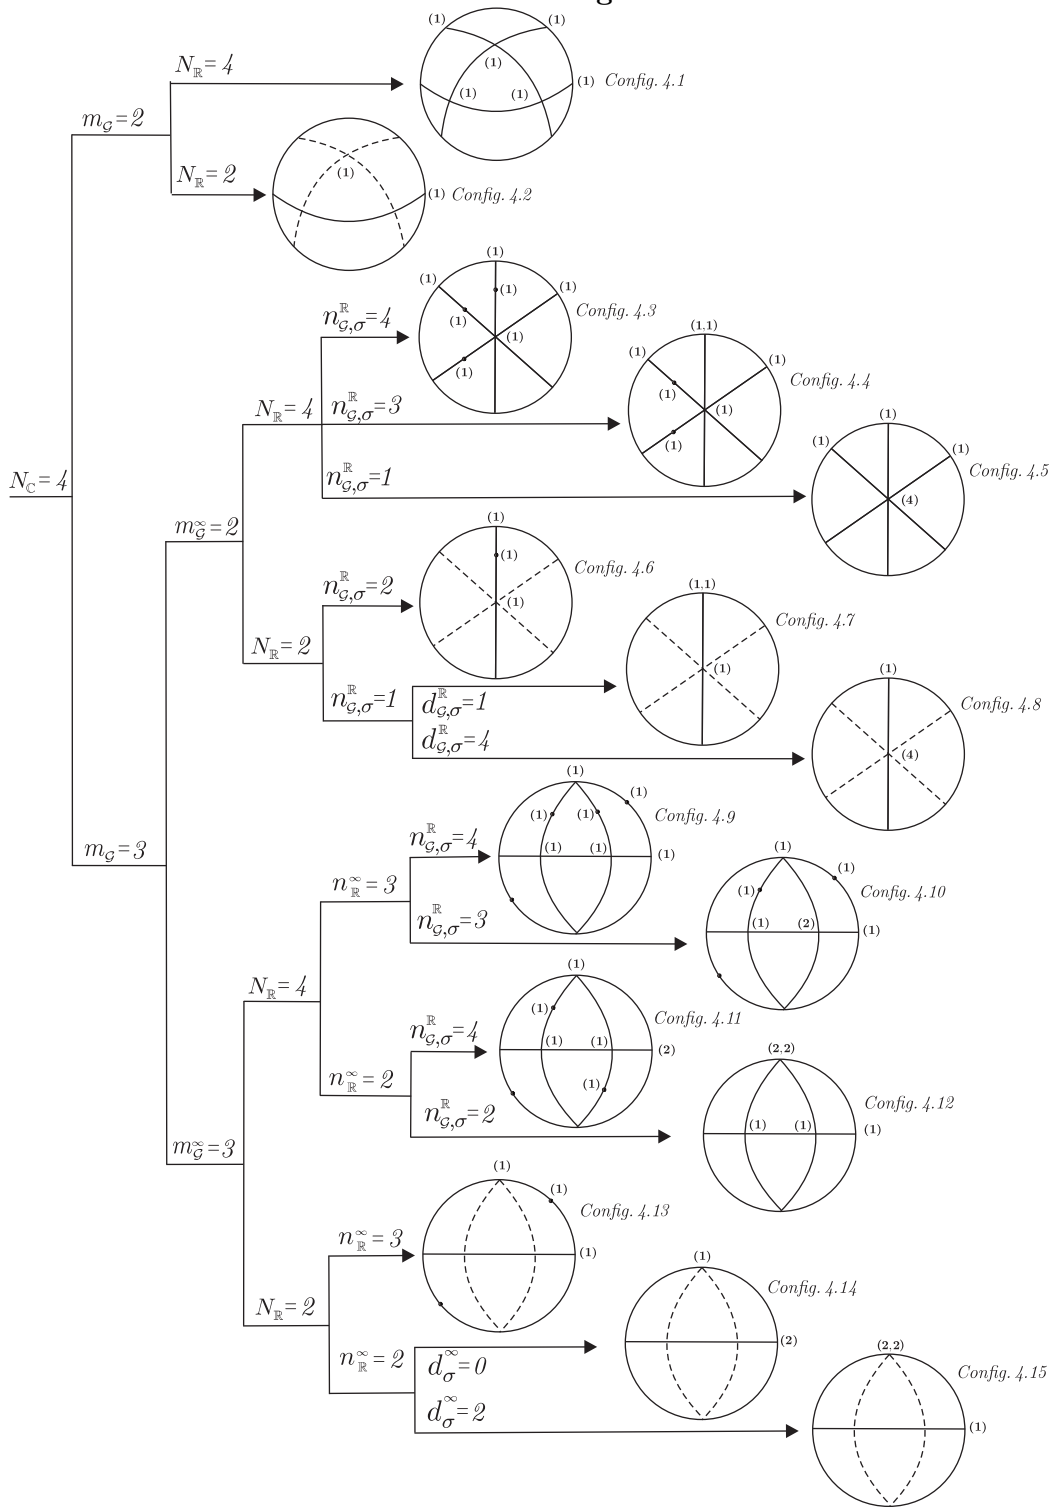 (1) (1)
N_ℝ=4
(1)
(1) (1) (1) Config. 4.1
m_𝒢=2
N_ℝ=2
(1)
(1) Config. 4.2
(1)
(1) (1)
(1)
n^ℝ_𝒢,σ=4
(1) (1) (1)
Config. 4.3
(1,1)
(1) (1)
N_ℝ=4
n^ℝ_𝒢,σ=3
(1) (1) (1)
Config. 4.4
(1)
(1) (1)
N_ℂ=4
n^ℝ_𝒢,σ=1
(4)
Config. 4.5
m^∞_𝒢=2
(1)
(1)
Config. 4.6
n^ℝ_𝒢,σ=2
(1)
(1,1)
Config. 4.7
N_ℝ=2
(1)
n^ℝ_𝒢,σ=1
d^ℝ_𝒢,σ=1
(1)
Config. 4.8
d^ℝ_𝒢,σ=4
(4)
(1)
(1)
(1) (1)
Config. 4.9
n^ℝ_𝒢,σ=4
(1) (1) (1)
m_𝒢=3
(1)
(1)
n^∞_ℝ=3
(1)
Config. 4.10
n^ℝ_𝒢,σ=3
(1) (2) (1)
(1)
N_ℝ=4
(1)
Config. 4.11
n^ℝ_𝒢,σ=4
(1) (1) (2)
(2,2)
n^∞_ℝ=2
(1)
Config. 4.12
n^ℝ_𝒢,σ=2
(1) (1) (1)
m^∞_𝒢=3
(1)
(1)
Config. 4.13
n^∞_ℝ=3
(1)
(1)
Config. 4.14
N_ℝ=2
n^∞_ℝ=2
d^∞_σ=0
(2)
(2,2)
Config. 4.15
d^∞_σ=2
(1)